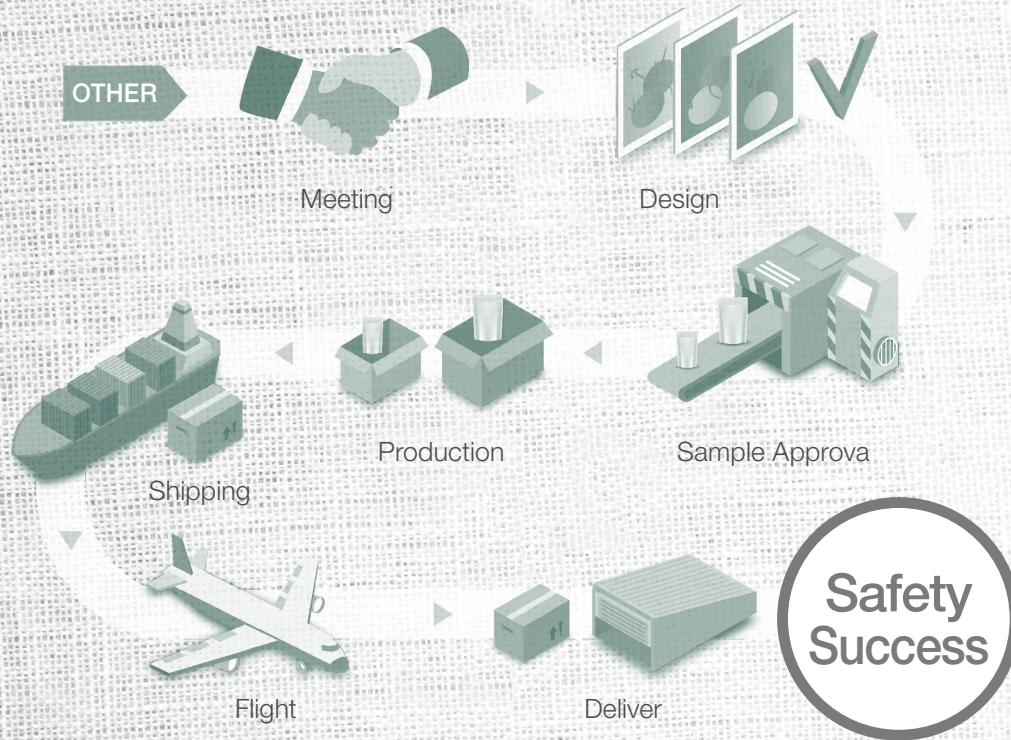 OTHER
Meeting
Design
Sample Approva
Production
Shipping
Flight
Deliver
Safety
Success